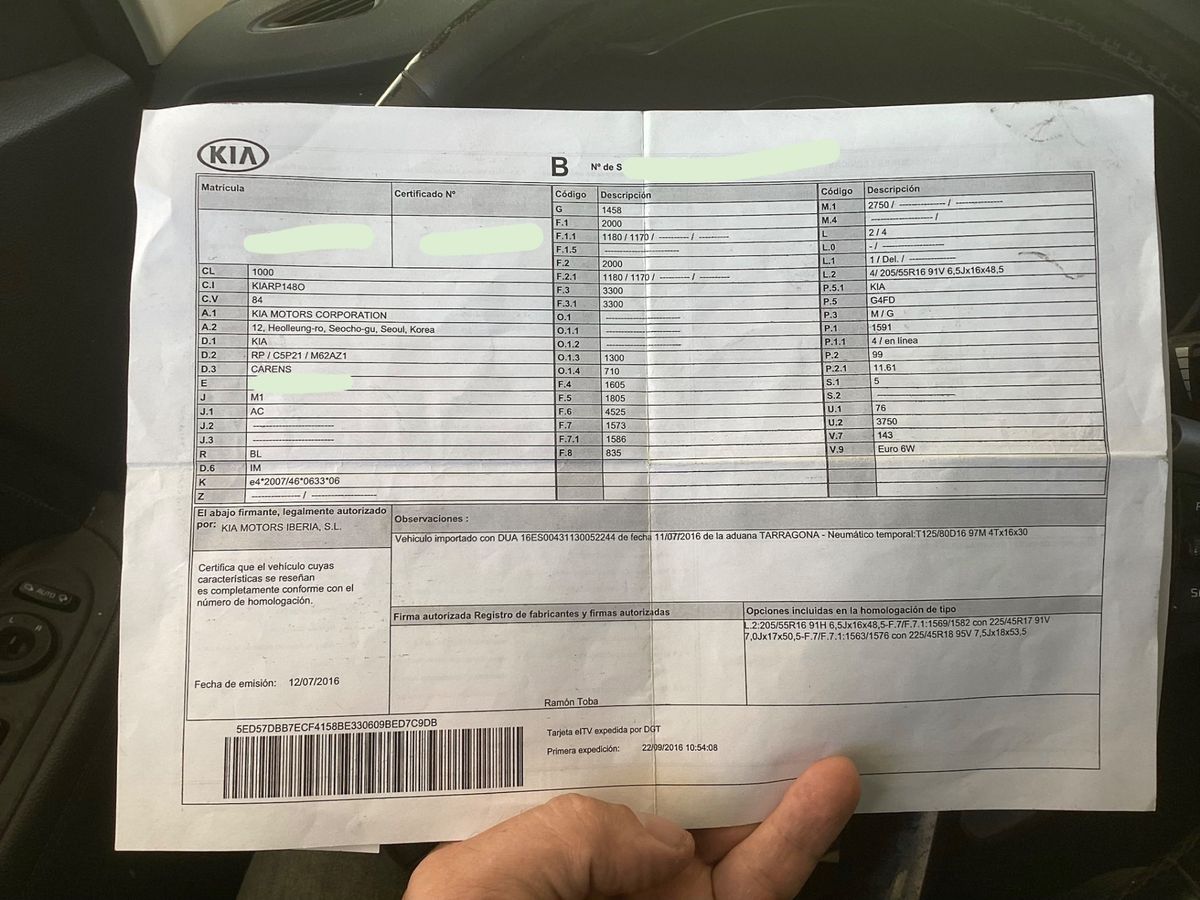 KIA
B Nº de S
Matrícula
Certificado Nº
CL 1000
C.I KIARP148O
C.V 84
A.1 KIA MOTORS CORPORATION
A.2 12, Heolleung-ro, Seocho-gu, Seoul, Korea
D.1 KIA
D.2 RP / C5P21 / M62AZ1
D.3 CARENS
E
J M1
J.1 AC
J.2 --------------------
J.3 --------------------
R BL
D.6 IM
K e4*2007/46*0633*06
Z ------------ / ----------------
Código Descripción
G 1458
F.1 2000
F.1.1 1180 / 1170 / ---------- / ----------
F.1.5 -------------------------
F.2 2000
F.2.1 1180 / 1170 / ---------- / ----------
F.3 3300
F.3.1 3300
O.1 ------------------
O.1.1 ------------------
O.1.2 ------------------
O.1.3 1300
O.1.4 710
F.4 1605
F.5 1805
F.6 4525
F.7 1573
F.7.1 1586
F.8 835
Código Descripción
M.1 2750 / --------------- / ---------------
M.4 -------------------- /
L 2 / 4
L.0 - / --------------------
L.1 1 / Del. / ---------------
L.2 4/ 205/55R16 91V 6,5Jx16x48,5
P.5.1 KIA
P.5 G4FD
P.3 M / G
P.1 1591
P.1.1 4 / en línea
P.2 99
P.2.1 11.61
S.1 5
S.2 --------------------
U.1 76
U.2 3750
V.7 143
V.9 Euro 6W
El abajo firmante, legalmente autorizado
por: KIA MOTORS IBERIA, S.L.
Certifica que el vehículo cuyas
características se reseñan
es completamente conforme con el
número de homologación.
Fecha de emisión: 12/07/2016
Observaciones :
Vehiculo importado con DUA 16ES00431130052244 de fecha 11/07/2016 de la aduana TARRAGONA - Neumático temporal:T125/80D16 97M 4Tx16x30
Firma autorizada Registro de fabricantes y firmas autorizadas
Ramón Toba
Opciones incluidas en la homologación de tipo
L.2:205/55R16 91H 6,5Jx16x48,5-F.7/F.7.1:1569/1582 con 225/45R17 91V
7,0Jx17x50,5-F.7/F.7.1:1563/1576 con 225/45R18 95V 7,5Jx18x53,5
5ED57DBB7ECF4158BE330609BED7C9DB
Tarjeta eITV expedida por DGT
Primera expedición: 22/09/2016 10:54:08
AUTO
L R